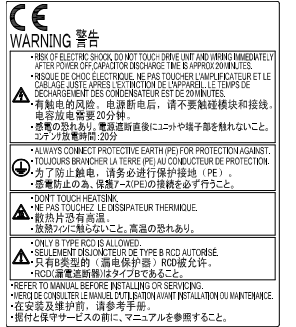 CE
WARNING 警告
・RISK OF ELECTRIC SHOCK, DO NOT TOUCH DRIVE UNIT AND WIRING IMMEDIATELY
AFTER POWER OFF,CAPACITOR DISCHARGE TIME IS APPROX 20MINUTES.
・RISQUE DE CHOC ÉLECTRIQUE. NE PAS TOUCHER L'AMPLIFICATEUR ET LE
CABLAGE JUSTE APRÈS L'EXTINCTION DE L'APPAREIL. LE TEMPS DE
DECHARGEMENT DES CONDENSATEUR EST DE 20MINUTES.
・有触电的风险。电源断电后，请不要触碰模块和接线，
电容放电需要20分钟。
・感電の恐れあり。電源遮断直後にユニットや端子部を触れないこと。
コンデンサ放電時間:20分
・ALWAYS CONNECT PROTECTIVE EARTH (PE) FOR PROTECTION AGAINST.
・TOUJOURS BRANCHER LA TERRE (PE) AU CONDUCTEUR DE PROTECTION.
・为了防止触电，请务必进行保护接地（PE）。
・感電防止の為、保護アース(PE)の接続を必ず行うこと。
・DON'T TOUCH HEATSINK.
・NE PAS TOUCHEZ LE DISSIPATEUR THERMIQUE.
・散热片恐有高温。
・放熱フィンに触らないこと。高温の恐れあり。
・ONLY B TYPE RCD IS ALLOWED.
・SEULEMENT DISJONCTEUR DE TYPE B RCD AUTORISÉ.
・只有B类型的（漏电保护器）RCD被允许。
・RCD(漏電遮断器)はタイプBであること。
・REFER TO MANUAL BEFORE INSTALLING OR SERVICING.
・MERÇI DE CONSULTER LE MANUEL D'UTILISATION AVANT INSTALLATION OU MAINTENANCE.
・在安装及维护前，请参考手册。
・据付と保守サービスの前に、マニュアルを参照すること。